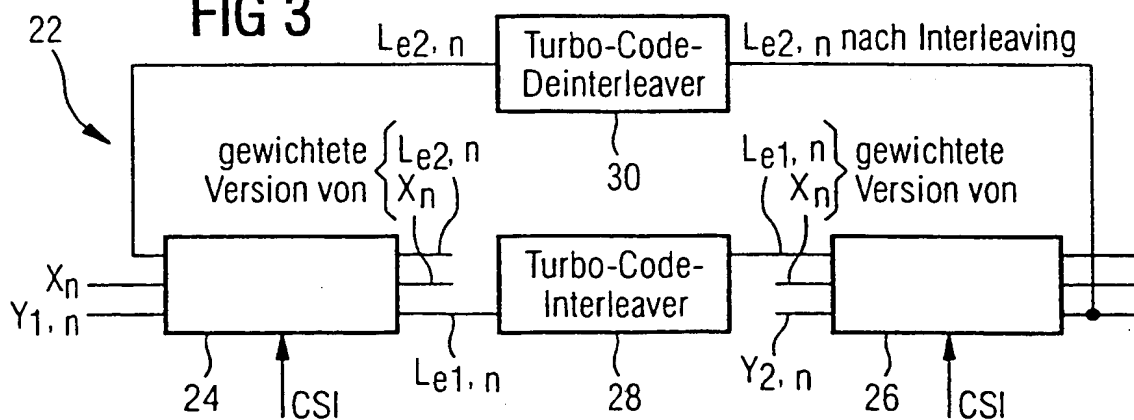 FIG 3
22
Le2, n
Turbo-Code-
Deinterleaver
Le2, n nach Interleaving
30
gewichtete
Version von
Le2, n
Xn
Le1, n
Xn
gewichtete
Version von
Xn
Y1, n
Turbo-Code-
Interleaver
24
CSI
Le1, n
28
Y2, n
26
CSI